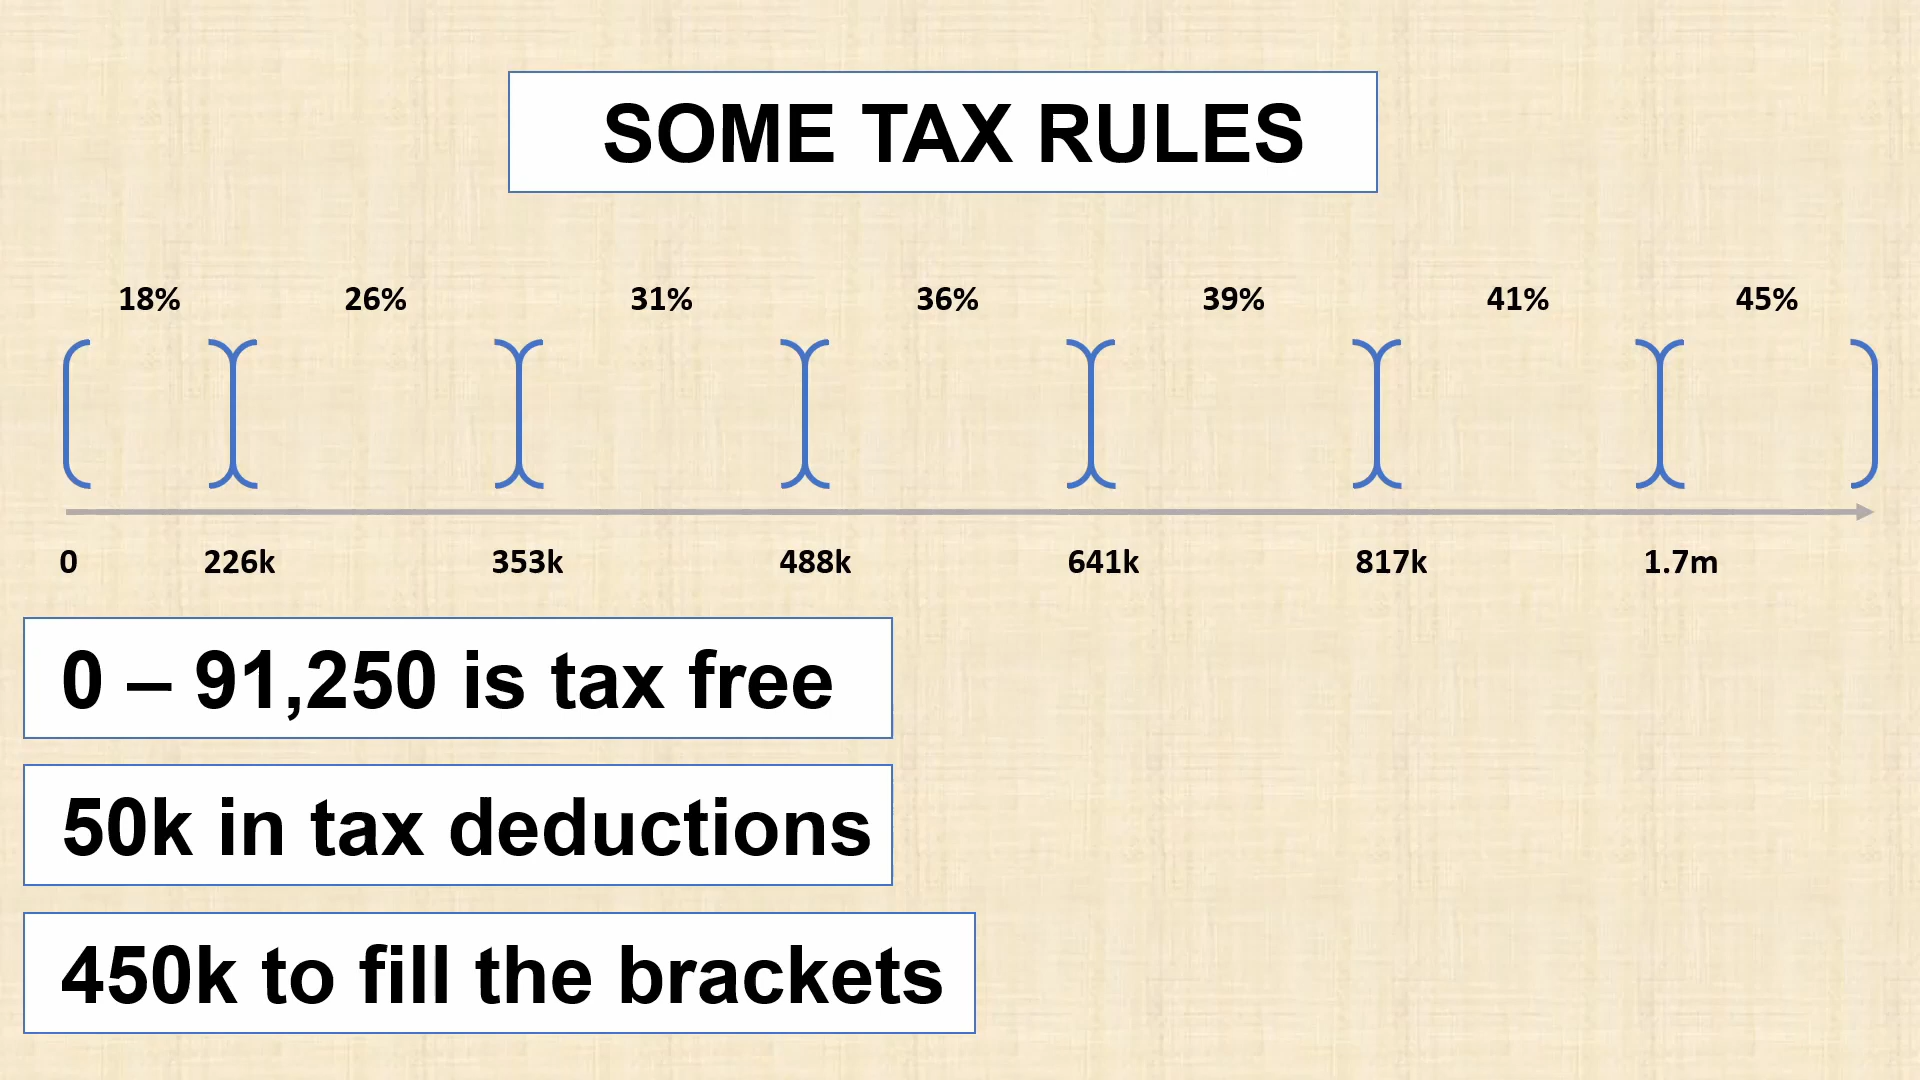 SOME TAX RULES
18% 26% 31% 36% 39% 41% 45%
0 226k 353k 488k 641k 817k 1.7m
0 – 91,250 is tax free
50k in tax deductions
450k to fill the brackets